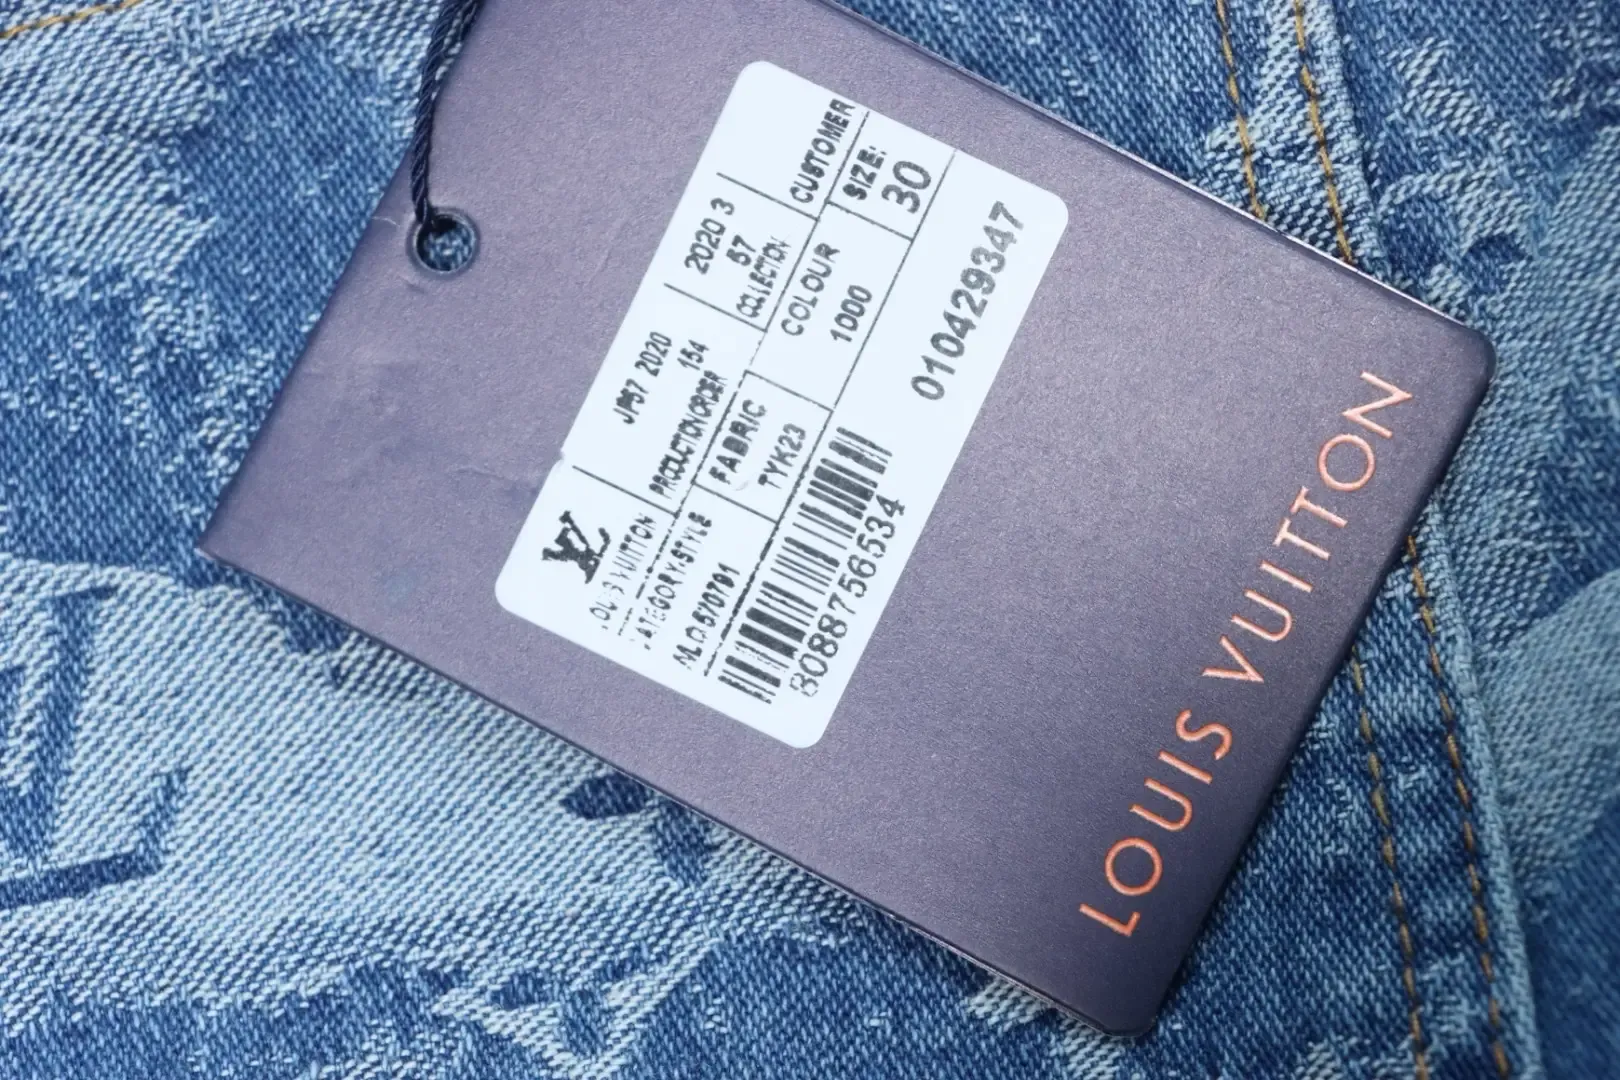 LOUIS VUITTON
CATEGORY.STYLE
JP57 2020
154
PRODUCTION/ORDER
2020 3
57
COLLECTION
CUSTOMER
FABRIC
TYK23
COLOUR
1000
SIZE:
30
8088756534
010429347
LOUIS VUITTON